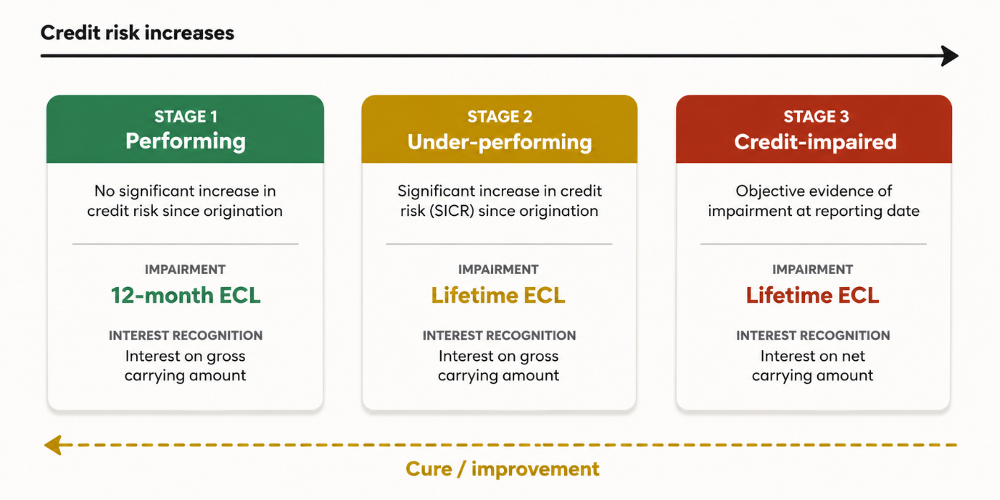 Credit risk increases
STAGE 1
Performing
No significant increase in
credit risk since origination
IMPAIRMENT
12-month ECL
INTEREST RECOGNITION
Interest on gross
carrying amount
STAGE 2
Under-performing
Significant increase in credit
risk (SICR) since origination
IMPAIRMENT
Lifetime ECL
INTEREST RECOGNITION
Interest on gross
carrying amount
STAGE 3
Credit-impaired
Objective evidence of
impairment at reporting date
IMPAIRMENT
Lifetime ECL
INTEREST RECOGNITION
Interest on net
carrying amount
Cure / improvement